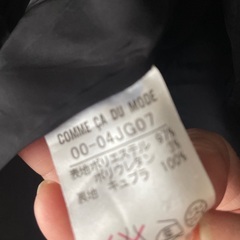 COMME ÇA DU MODE
00-04JG07
表地ポリエステル 97%
ポリウレタン 3%
裏地 キュプラ 100%